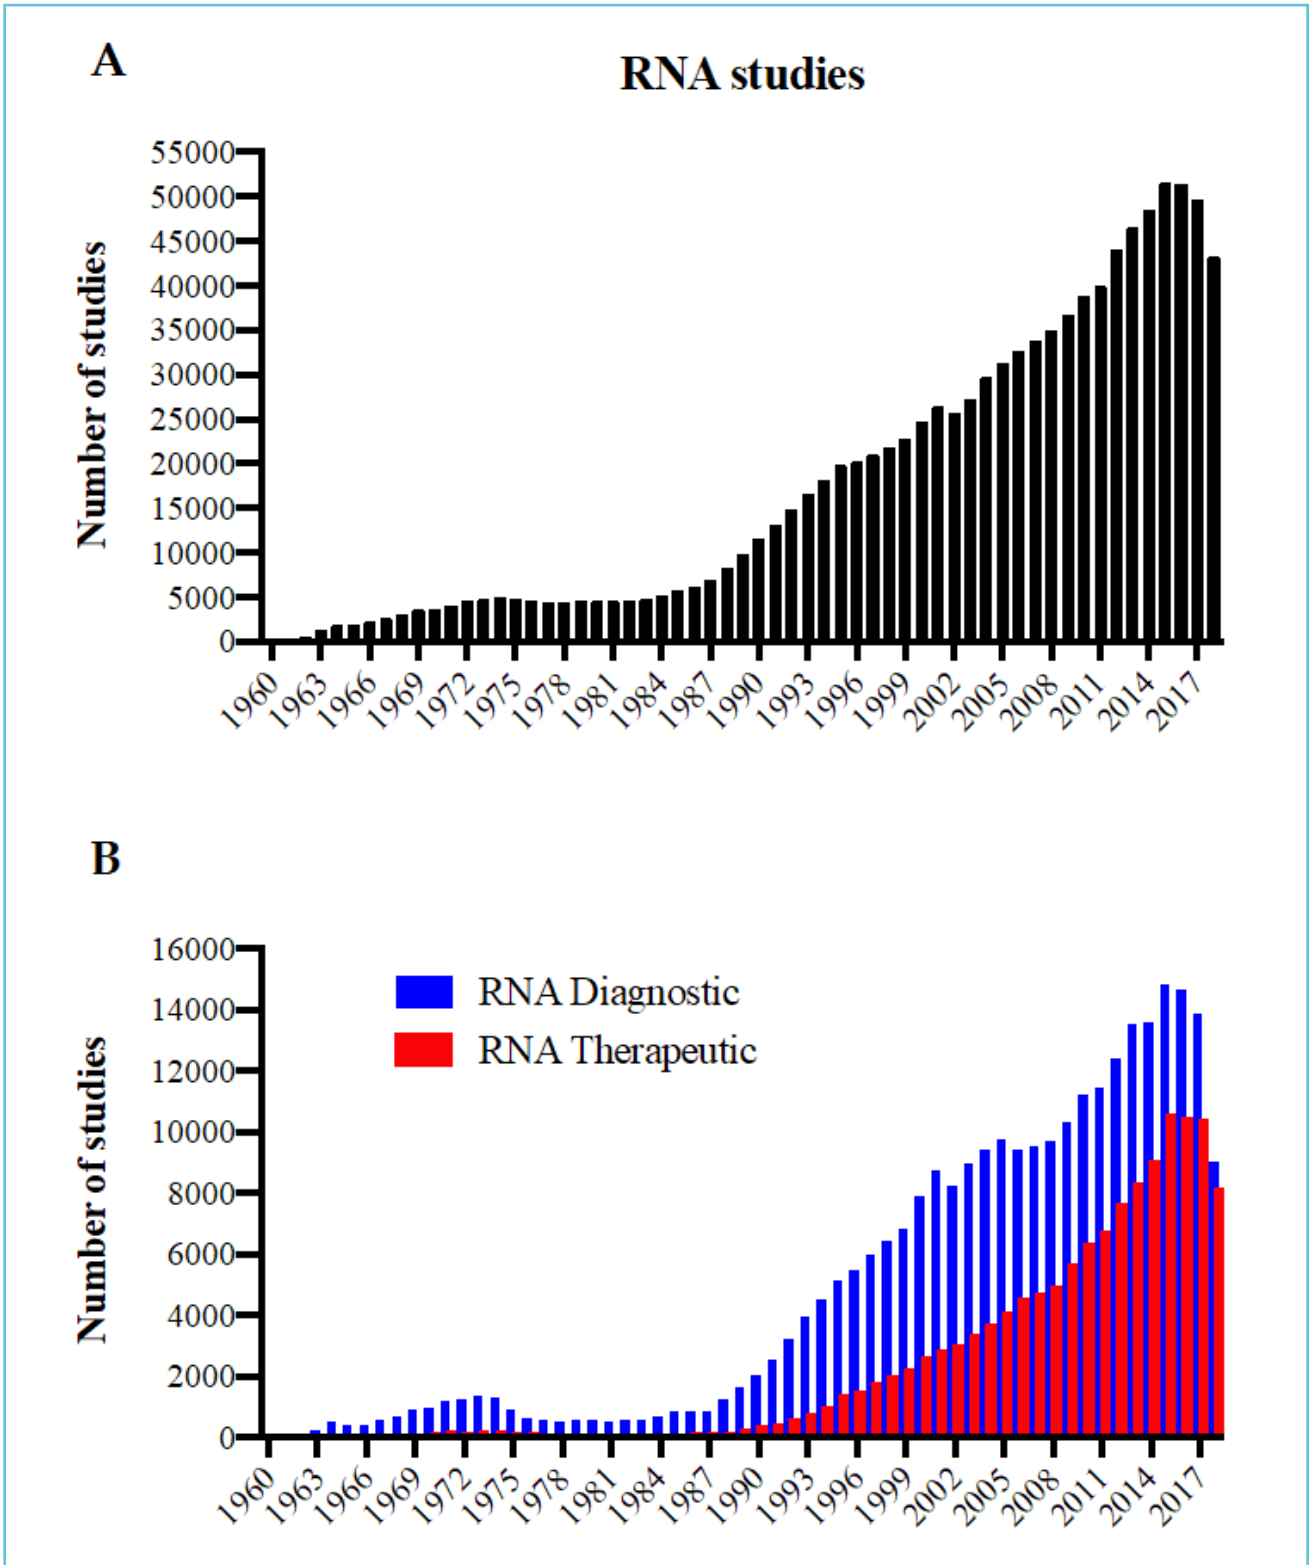 A
RNA studies
Number of studies
55000
50000
45000
40000
35000
30000
25000
20000
15000
10000
5000
0
1960 1963 1966 1969 1972 1975 1978 1981 1984 1987 1990 1993 1996 1999 2002 2005 2008 2011 2014 2017
B
Number of studies
16000
14000
12000
10000
8000
6000
4000
2000
0
RNA Diagnostic
RNA Therapeutic
1960 1963 1966 1969 1972 1975 1978 1981 1984 1987 1990 1993 1996 1999 2002 2005 2008 2011 2014 2017